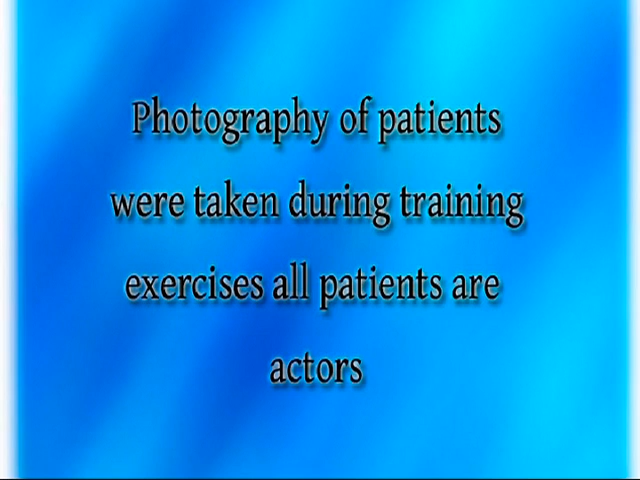 Photography of patients
were taken during training
exercises all patients are
actors